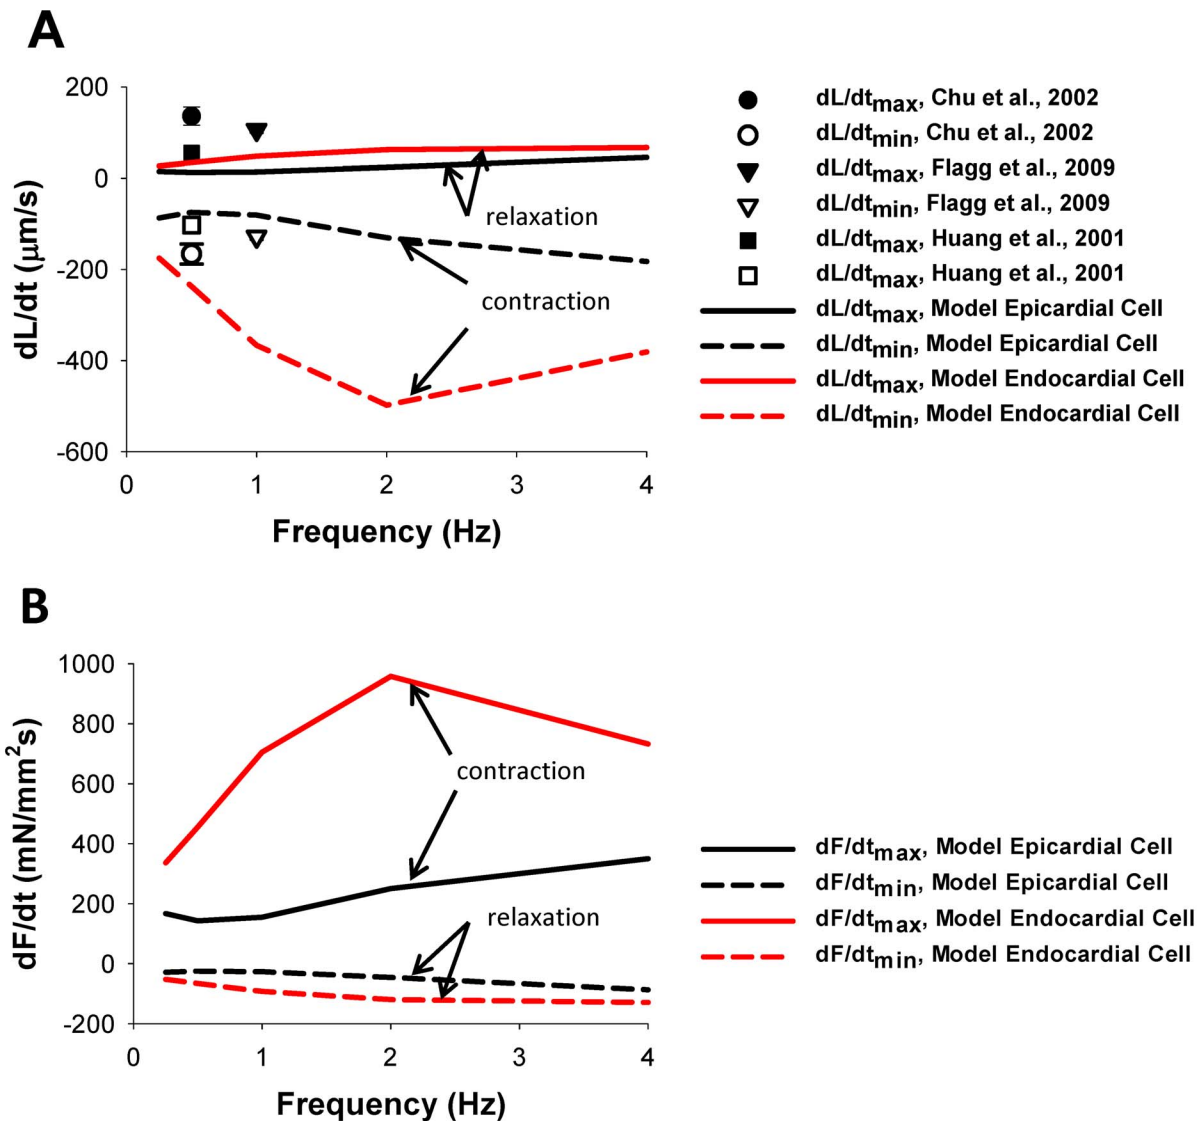 A
200
0
-200
-400
-600
dL/dt (μm/s)
0 1 2 3 4
Frequency (Hz)
relaxation
contraction
dL/dtmax, Chu et al., 2002
dL/dtmin, Chu et al., 2002
dL/dtmax, Flagg et al., 2009
dL/dtmin, Flagg et al., 2009
dL/dtmax, Huang et al., 2001
dL/dtmax, Huang et al., 2001
dL/dtmax, Model Epicardial Cell
dL/dtmin, Model Epicardial Cell
dL/dtmax, Model Endocardial Cell
dL/dtmin, Model Endocardial Cell
B
1000
800
600
400
200
0
-200
dF/dt (mN/mm²s)
0 1 2 3 4
Frequency (Hz)
contraction
relaxation
dF/dtmax, Model Epicardial Cell
dF/dtmin, Model Epicardial Cell
dF/dtmax, Model Endocardial Cell
dF/dtmin, Model Endocardial Cell